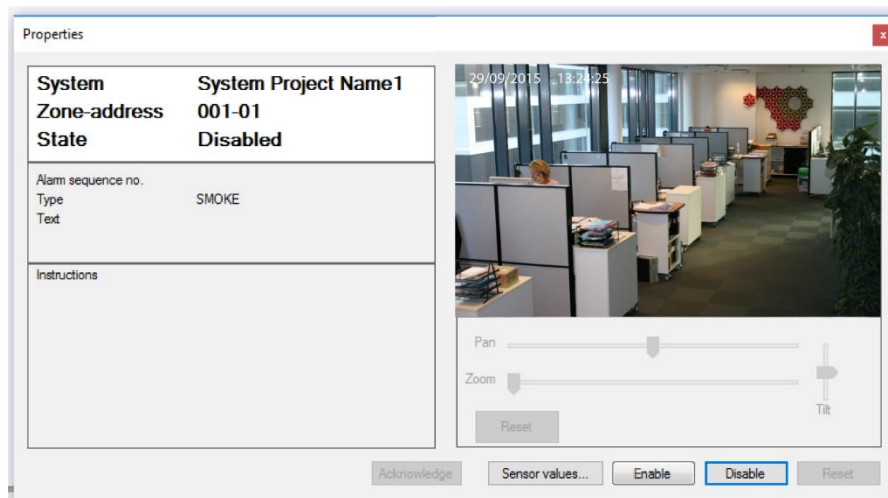 Properties
x
System System Project Name1
Zone-address 001-01
State Disabled
Alarm sequence no.
Type SMOKE
Text
Instructions
29/09/2015 13:24:25
Pan
Zoom
Tilt
Reset
Acknowledge Sensor values... Enable Disable Reset